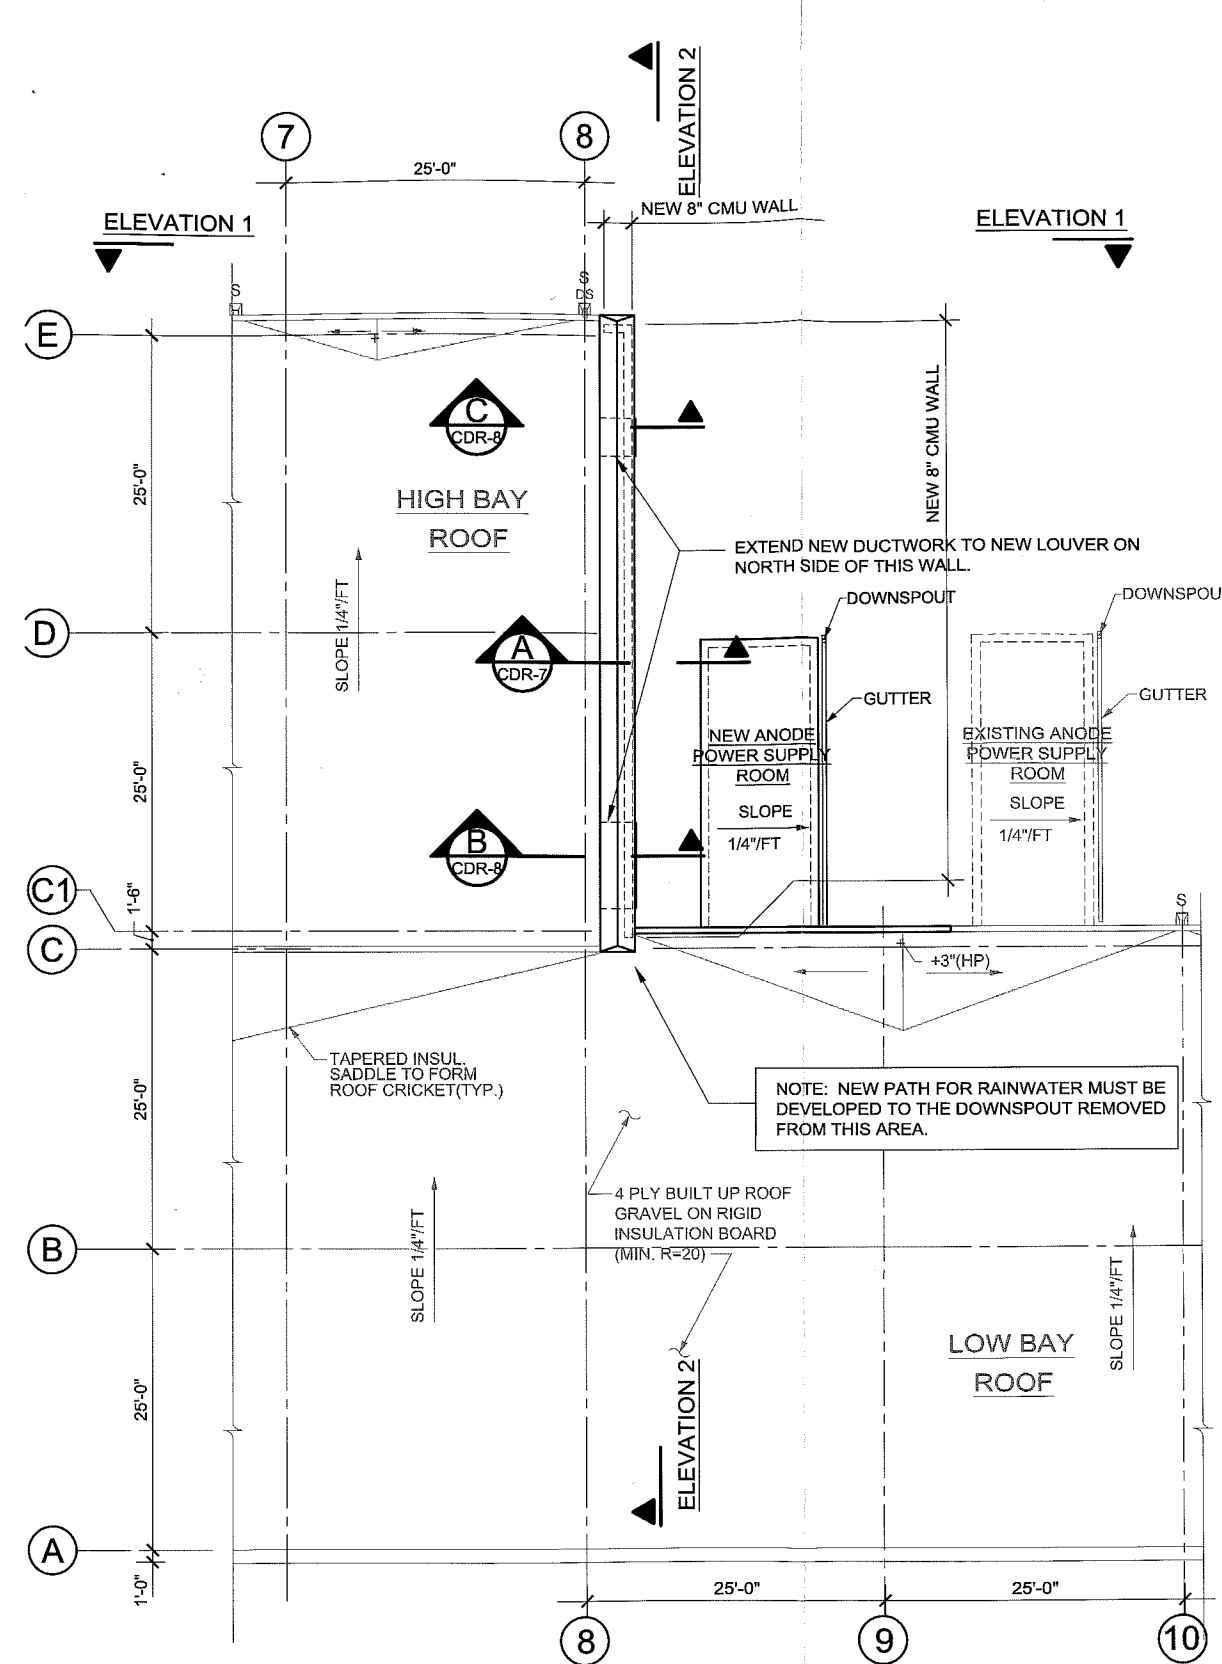 ELEVATION 2
7
8
25'-0"
NEW 8" CMU WALL
ELEVATION 1
ELEVATION 1
S
S
DS
E
C
CDR-8
NEW 8" CMU WALL
25'-0"
HIGH BAY
ROOF
EXTEND NEW DUCTWORK TO NEW LOUVER ON
NORTH SIDE OF THIS WALL.
DOWNSPOUT
DOWNSPOU
SLOPE 1/4"/FT
D
A
CDR-7
GUTTER
GUTTER
NEW ANODE
POWER SUPPLY
ROOM
EXISTING ANODE
POWER SUPPLY
ROOM
25'-0"
SLOPE
1/4"/FT
SLOPE
1/4"/FT
B
CDR-8
C1
1'-6"
S
C
+3"(HP)
TAPERED INSUL.
SADDLE TO FORM
ROOF CRICKET(TYP.)
NOTE: NEW PATH FOR RAINWATER MUST BE
DEVELOPED TO THE DOWNSPOUT REMOVED
FROM THIS AREA.
25'-0"
4 PLY BUILT UP ROOF
GRAVEL ON RIGID
INSULATION BOARD
(MIN. R=20)
B
SLOPE 1/4"/FT
SLOPE 1/4"/FT
LOW BAY
ROOF
25'-0"
ELEVATION 2
A
1'-0"
25'-0"
25'-0"
8
9
10